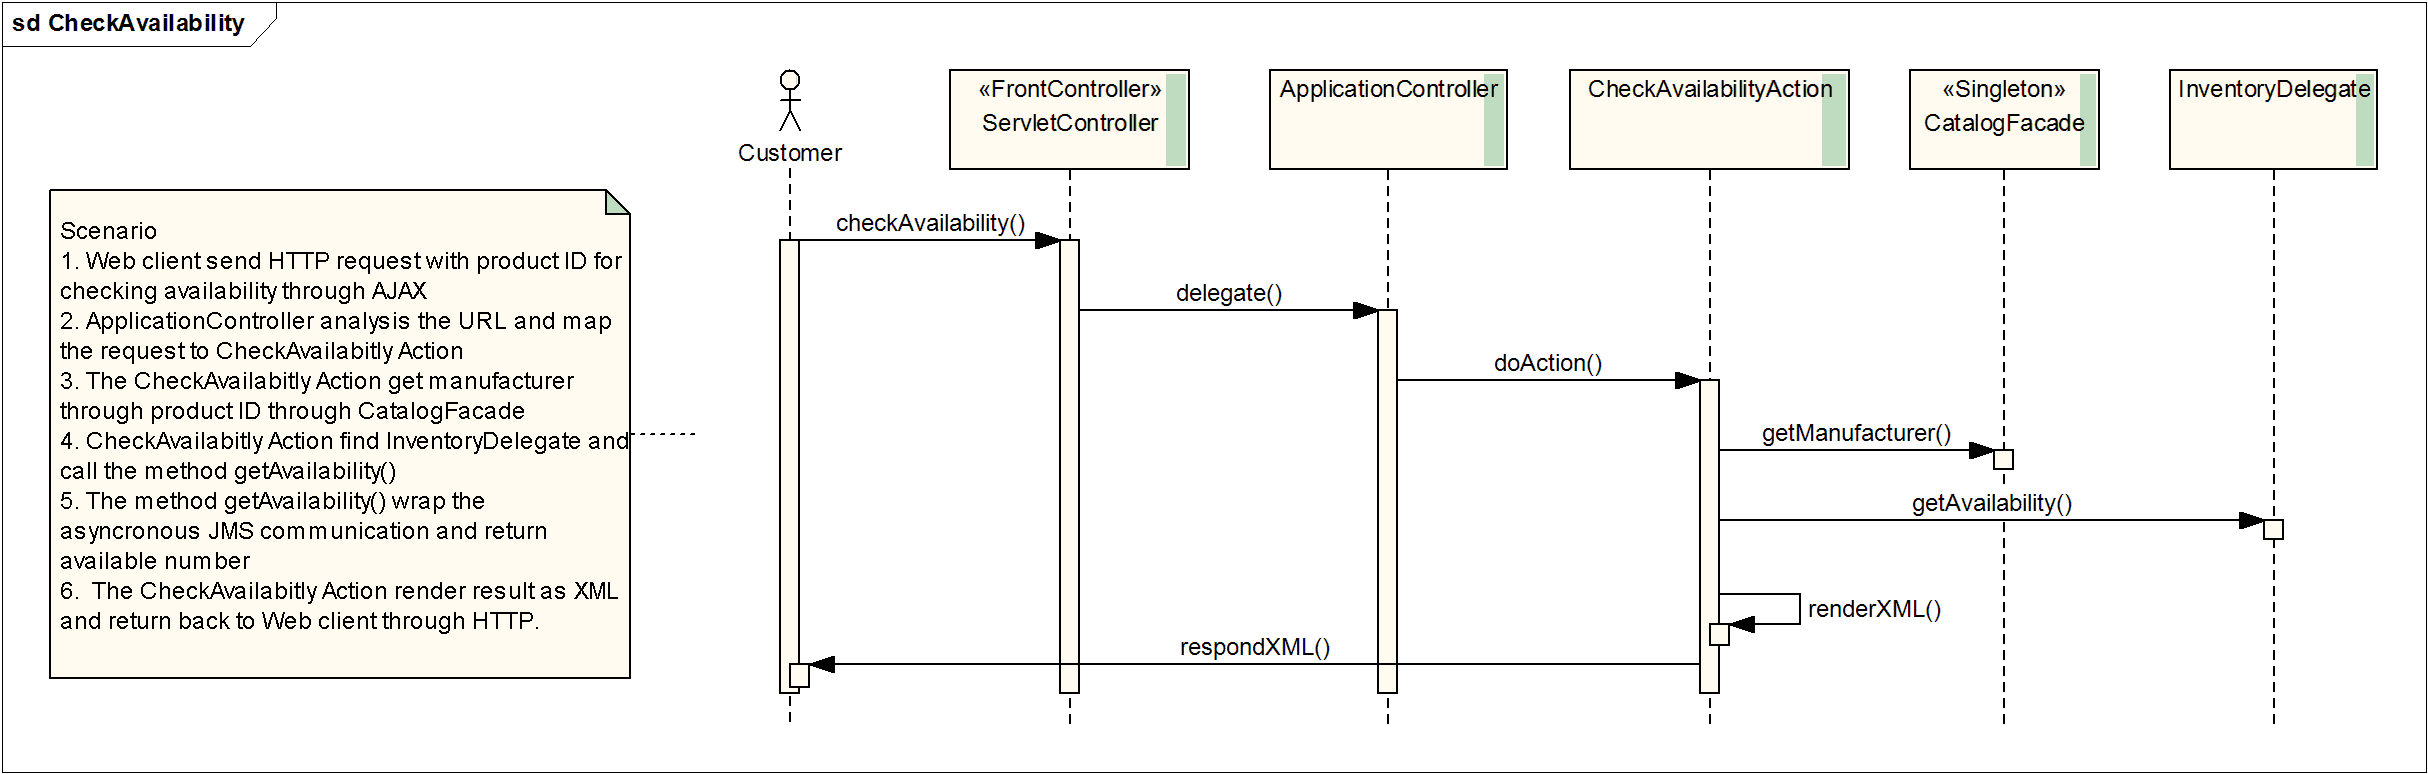 sd CheckAvailability
«FrontController»
ServletController
ApplicationController
CheckAvailabilityAction
«Singleton»
CatalogFacade
InventoryDelegate
Customer
Scenario
1. Web client send HTTP request with product ID for
checking availability through AJAX
2. ApplicationController analysis the URL and map
the request to CheckAvailabitly Action
3. The CheckAvailabitly Action get manufacturer
through product ID through CatalogFacade
4. CheckAvailabitly Action find InventoryDelegate and
call the method getAvailability()
5. The method getAvailability() wrap the
asyncronous JMS communication and return
available number
6.  The CheckAvailabitly Action render result as XML
and return back to Web client through HTTP.
checkAvailability()
delegate()
doAction()
getManufacturer()
getAvailability()
renderXML()
respondXML()